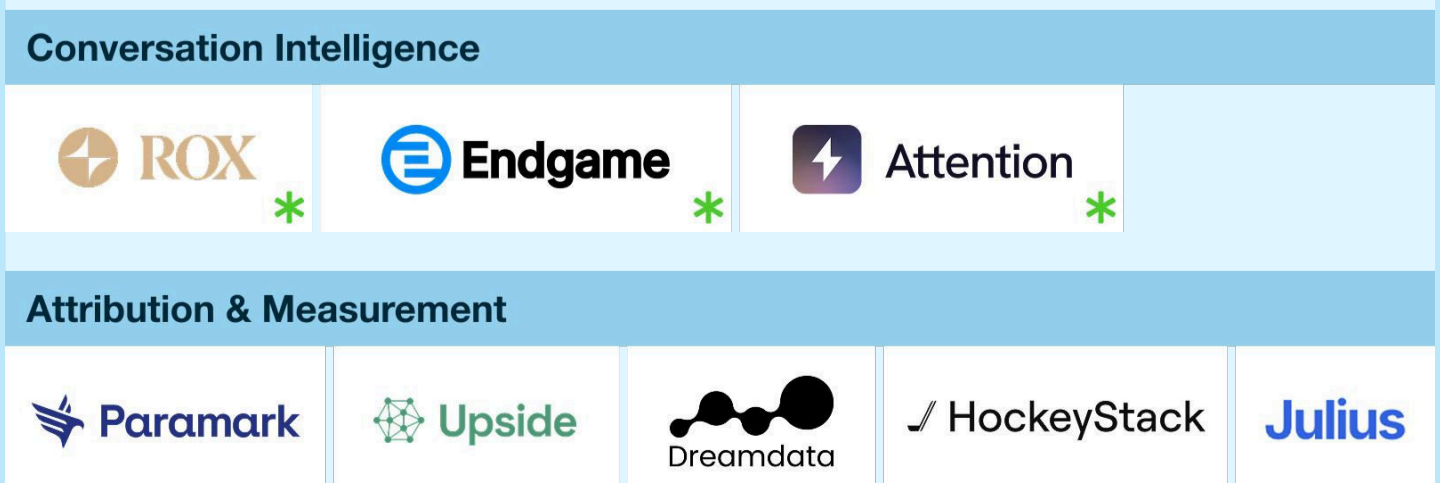 Conversation Intelligence
ROX Endgame Attention
Attribution & Measurement
Paramark Upside Dreamdata HockeyStack Julius